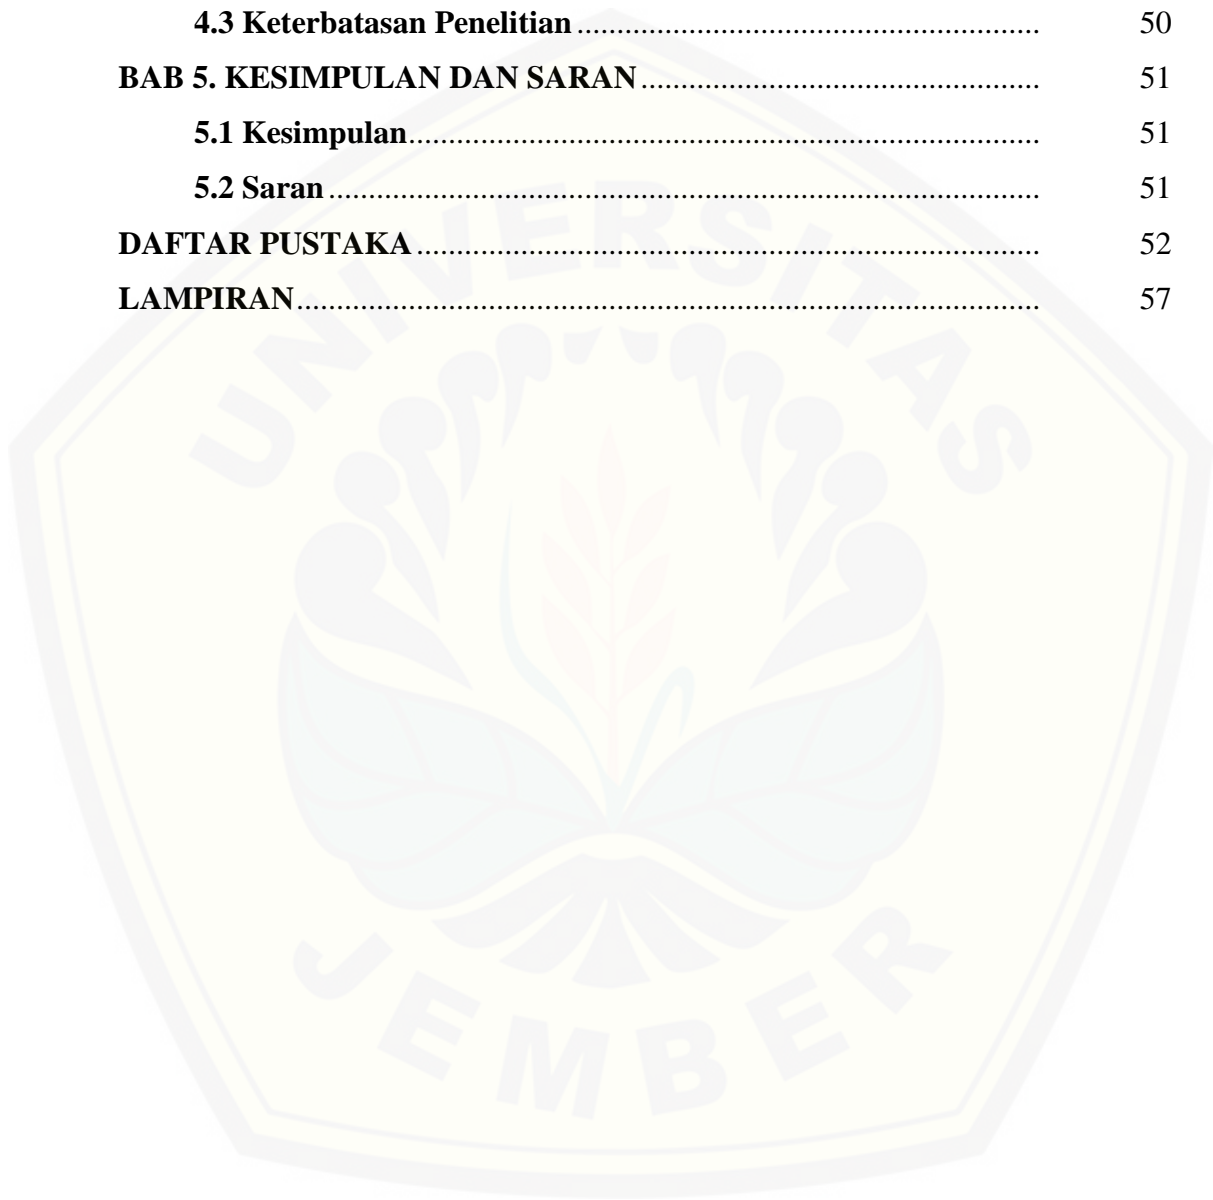 4.3 Keterbatasan Penelitian ........................................................... 50
BAB 5. KESIMPULAN DAN SARAN ................................................... 51
5.1 Kesimpulan................................................................................ 51
5.2 Saran .......................................................................................... 51
DAFTAR PUSTAKA ............................................................................... 52
LAMPIRAN.............................................................................................. 57
UNIVERSITAS
JEMBER